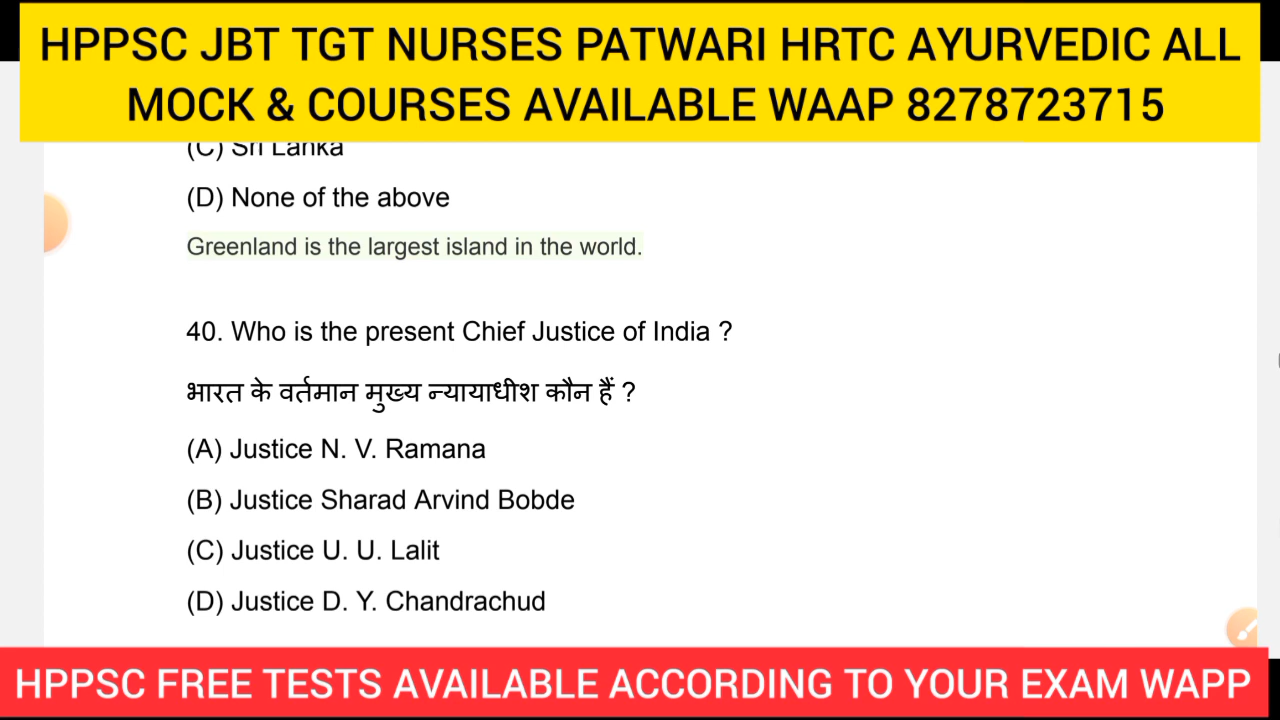 HPPSC JBT TGT NURSES PATWARI HRTC AYURVEDIC ALL
MOCK & COURSES AVAILABLE WAAP 8278723715
(C) Sri Lanka
(D) None of the above
Greenland is the largest island in the world.
40. Who is the present Chief Justice of India ?
भारत के वर्तमान मुख्य न्यायाधीश कौन हैं ?
(A) Justice N. V. Ramana
(B) Justice Sharad Arvind Bobde
(C) Justice U. U. Lalit
(D) Justice D. Y. Chandrachud
HPPSC FREE TESTS AVAILABLE ACCORDING TO YOUR EXAM WAPP